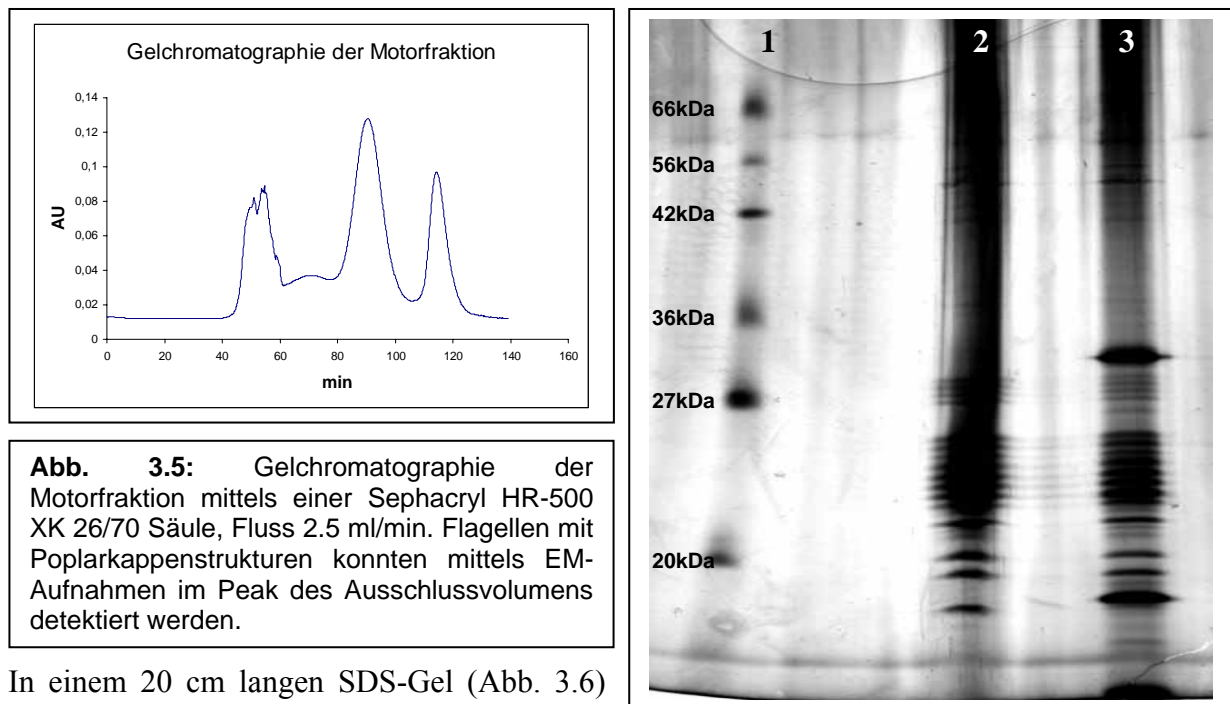 Gelchromatographie der Motorfraktion
0,14
0,12
0,1
0,08
0,06
0,04
0,02
0
AU
0 20 40 60 80 100 120 140 160
min
Abb. 3.5: Gelchromatographie der
Motorfraktion mittels einer Sephacryl HR-500
XK 26/70 Säule, Fluss 2.5 ml/min. Flagellen mit
Poplarkappenstrukturen konnten mittels EM-
Aufnahmen im Peak des Ausschlussvolumens
detektiert werden.
In einem 20 cm langen SDS-Gel (Abb. 3.6)
1 2 3
66kDa
56kDa
42kDa
36kDa
27kDa
20kDa